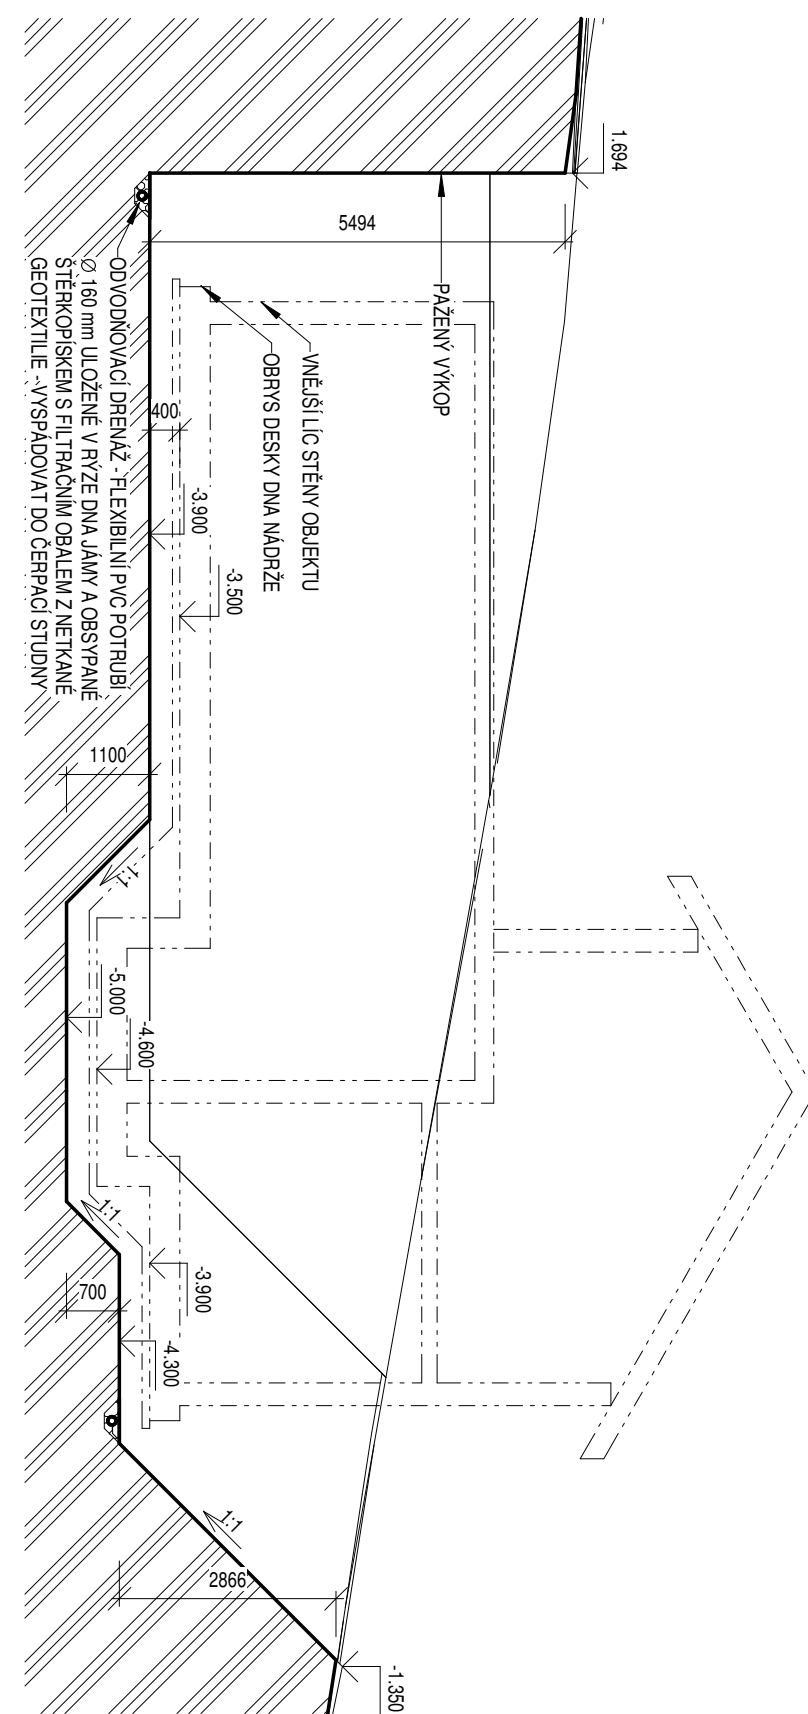 1.694
5494
PAŽENÝ VÝKOP
VNĚJŠÍ LÍC STĚNY OBJEKTU
OBRYS DESKY DNA NÁDRŽE
ODVODŇOVACÍ DRENÁŽ - FLEXIBILNÍ PVC POTRUBÍ
Ø 160 mm ULOŽENÉ V RÝZE DNA JÁMY A OBSYPANÉ
ŠTĚRKOPÍSKEM S FILTRAČNÍM OBALEM Z NETKANÉ
GEOTEXTILIE - VYSPÁDOVAT DO ČERPACÍ STUDNY
400
-3.900
-3.500
1100
1:1
-5.000
-4.600
1:1
-3.900
700
-4.300
1:1
2866
-1.350